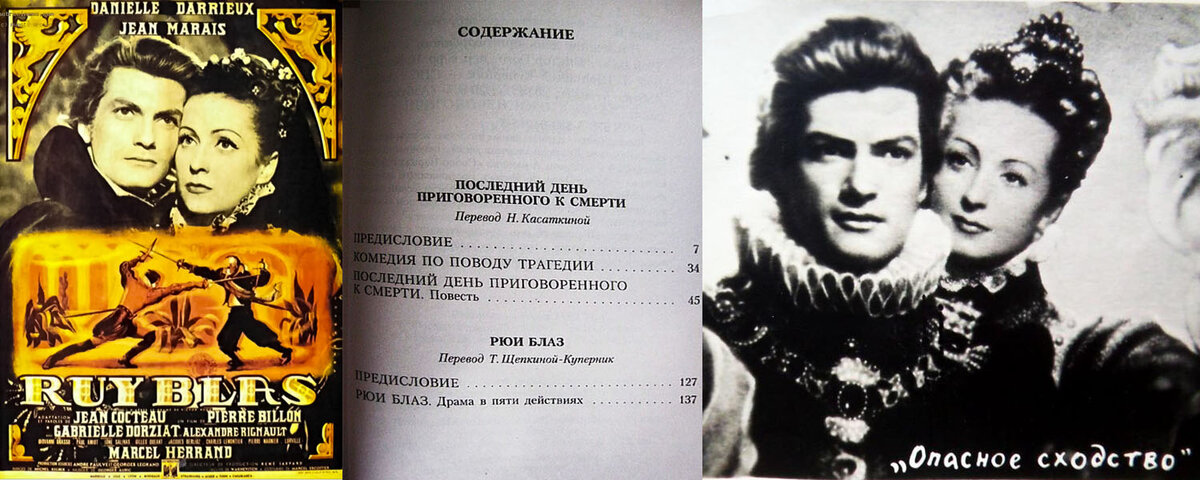 DANIELLE DARRIEUX
JEAN MARAIS
RUY BLAS
JEAN COCTEAU
PIERRE BILLON
GABRIELLE DORZIAT
ALEXANDRE RIGNAULT
MARCEL HERRAND
СОДЕРЖАНИЕ
ПОСЛЕДНИЙ ДЕНЬ
ПРИГОВОРЕННОГО К СМЕРТИ
Перевод Н. Касаткиной
ПРЕДИСЛОВИЕ 7
КОМЕДИЯ ПО ПОВОДУ ТРАГЕДИИ 34
ПОСЛЕДНИЙ ДЕНЬ ПРИГОВОРЕННОГО
К СМЕРТИ. Повесть 45
РЮИ БЛАЗ
Перевод Т. Щепкиной-Куперник
ПРЕДИСЛОВИЕ 127
РЮИ БЛАЗ. Драма в пяти действиях 137
„Опасное сходство"